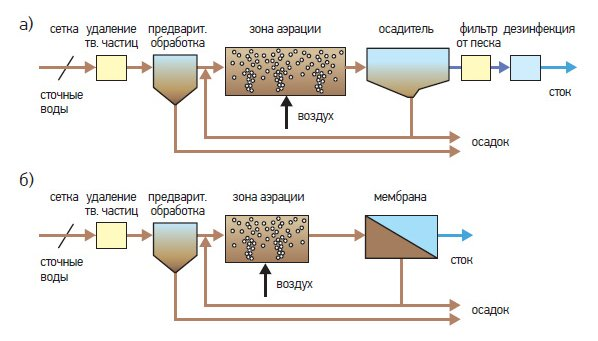 а)
сетка
удаление
тв. частиц
предварит.
обработка
зона аэрации
осадитель
фильтр
от песка
дезинфекция
сточные
воды
воздух
сток
осадок
б)
сетка
удаление
тв. частиц
предварит.
обработка
зона аэрации
мембрана
сточные
воды
воздух
сток
осадок